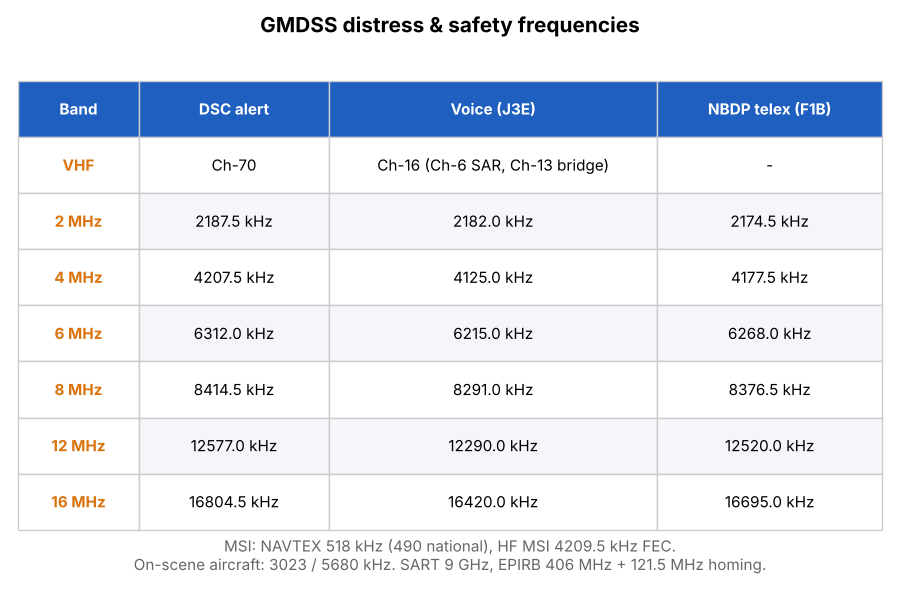 GMDSS distress & safety frequencies
Band DSC alert Voice (J3E) NBDP telex (F1B)
VHF Ch-70 Ch-16 (Ch-6 SAR, Ch-13 bridge) -
2 MHz 2187.5 kHz 2182.0 kHz 2174.5 kHz
4 MHz 4207.5 kHz 4125.0 kHz 4177.5 kHz
6 MHz 6312.0 kHz 6215.0 kHz 6268.0 kHz
8 MHz 8414.5 kHz 8291.0 kHz 8376.5 kHz
12 MHz 12577.0 kHz 12290.0 kHz 12520.0 kHz
16 MHz 16804.5 kHz 16420.0 kHz 16695.0 kHz
MSI: NAVTEX 518 kHz (490 national), HF MSI 4209.5 kHz FEC.
On-scene aircraft: 3023 / 5680 kHz. SART 9 GHz, EPIRB 406 MHz + 121.5 MHz homing.